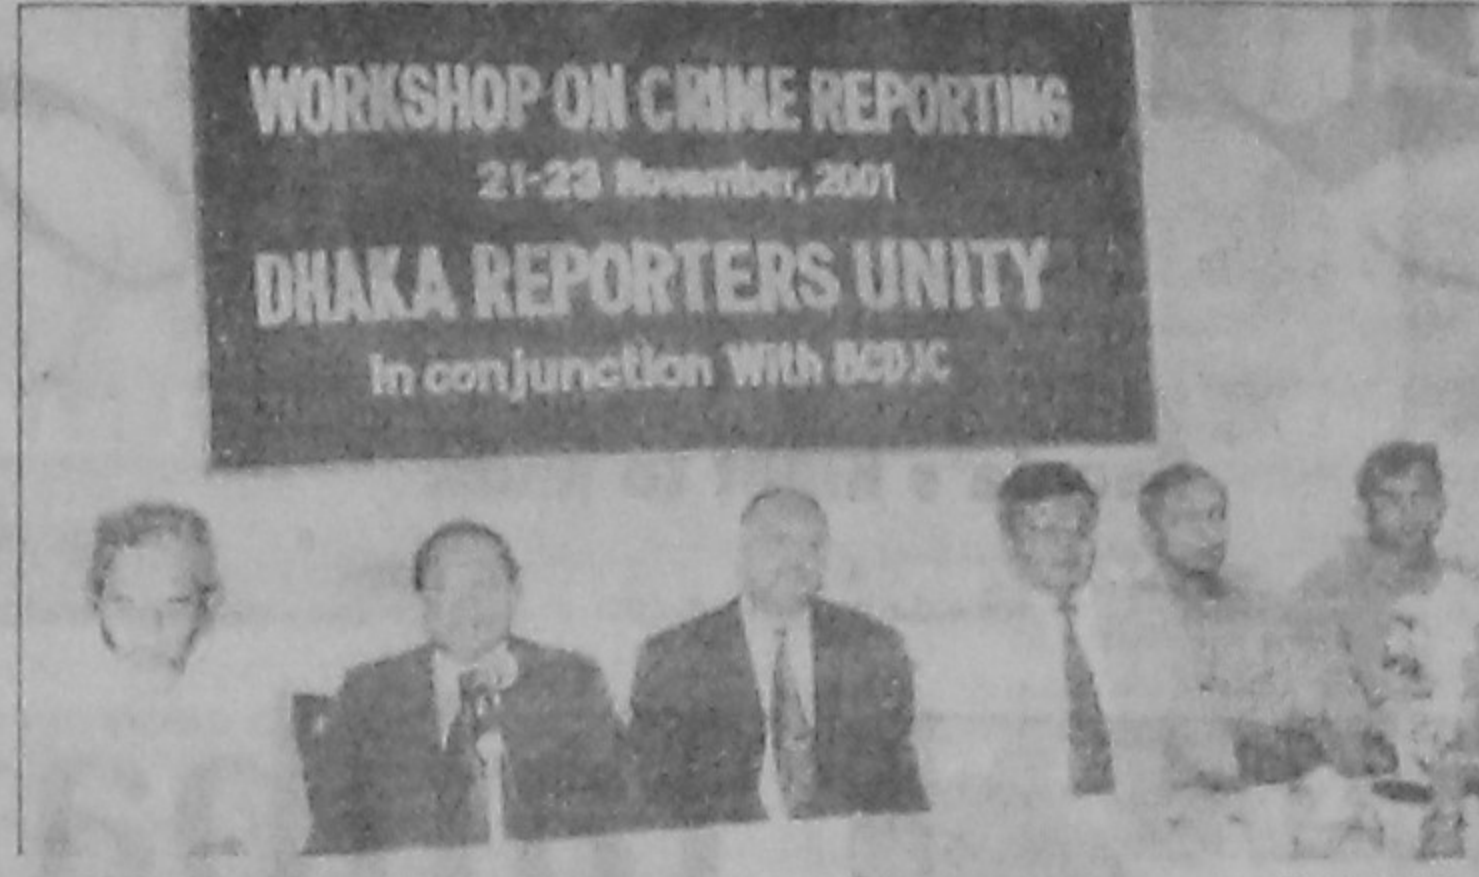 WORKSHOP ON CRIME REPORTING
21-23 November, 2001
DHAKA REPORTERS UNITY
In conjunction With BCDJC